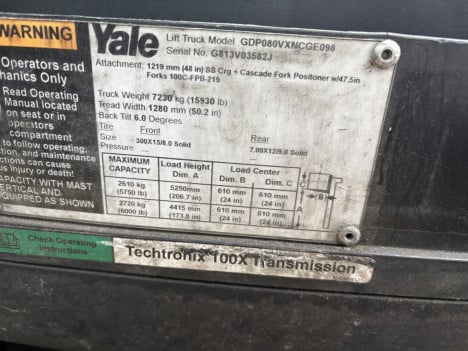 WARNING
Operators and
hanics Only
Read Operating
Manual located
on seat or in
operators
compartment
to follow operating,
tion, and maintenance
ctions could cause
us injury or death!
CAPACITY WITH MAST
VERTICAL AND
EQUIPPED AS SHOWN
Yale
Lift Truck Model GDP080VXNCGE098
Serial No. G813V03582J
Attachment: 1219 mm (48 in) SS Crg + Cascade Fork Positoner w/47.5in
Forks 100C-FPB-219
Truck Weight 7230 kg (15930 lb)
Tread Width 1280 mm (50.2 in)
Back Tilt 6.0 Degrees
Tire Front Rear
Size 300X15/8.0 Solid 7.00X12/5.0 Solid
Pressure -- --
MAXIMUM CAPACITY Load Height Dim. A Load Center Dim. B Dim. C
2610 kg (5750 lb) 5250mm (206.7 in) 610 mm (24 in) 610 mm (24 in)
2720 kg (6000 lb) 4415 mm (173.8 in) 610 mm (24 in) 610 mm (24 in)
C
B
A
Check Operating
Instructions
Techtronix 100X Transmission